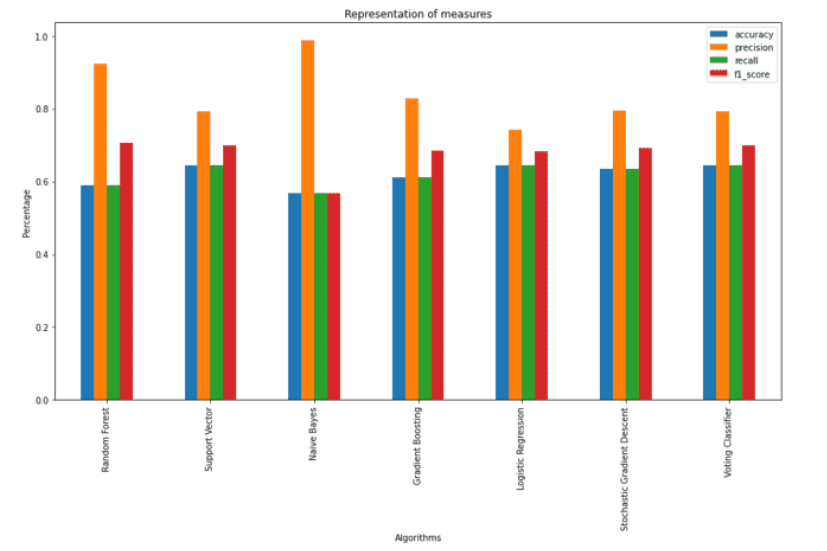 Representation of measures
accuracy
precision
recall
f1_score
1.0
0.8
0.6
0.4
0.2
0.0
Percentage
Random Forest
Support Vector
Naive Bayes
Gradient Boosting
Logistic Regression
Stochastic Gradient Descent
Voting Classifier
Algorithms